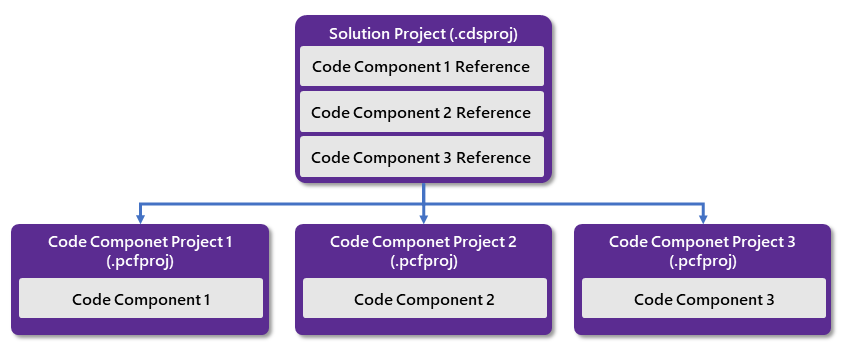 Solution Project (.cdsproj)
Code Component 1 Reference
Code Component 2 Reference
Code Component 3 Reference
Code Componet Project 1
(.pcfproj)
Code Component 1
Code Componet Project 2
(.pcfproj)
Code Component 2
Code Componet Project 3
(.pcfproj)
Code Component 3